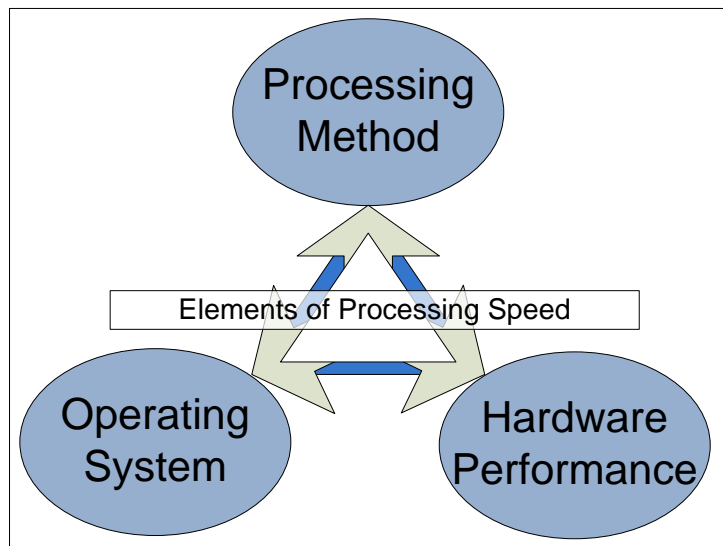 Processing
Method
Elements of Processing Speed
Operating
System
Hardware
Performance